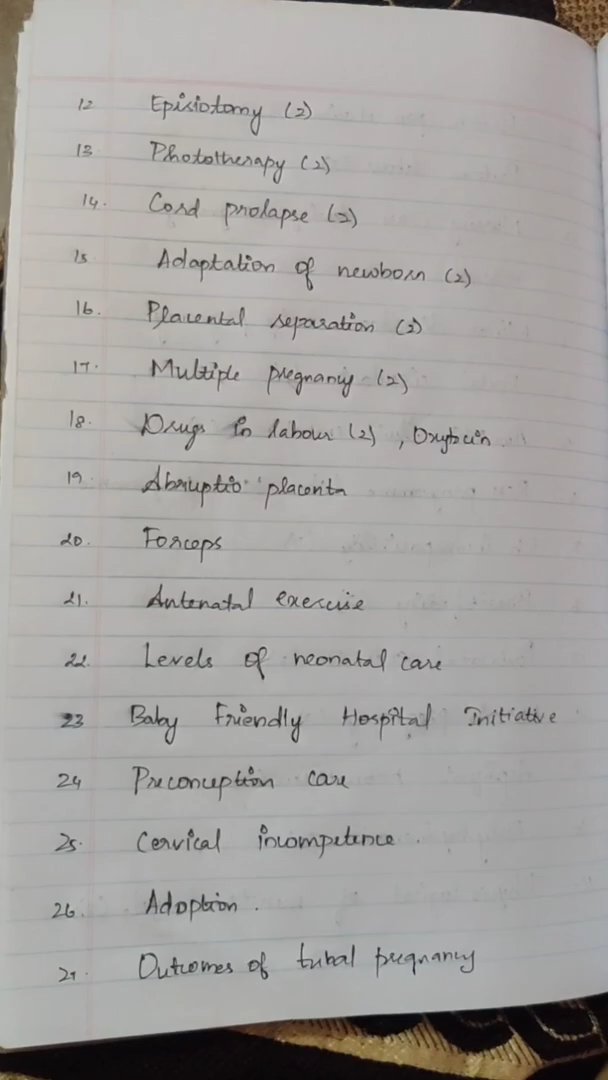 12 Episiotomy (2)
13 Phototherapy (2)
14. Cord prolapse (2)
15 Adaptation of newborn (2)
16. Placental separation (2)
17. Multiple pregnancy (2)
18. Drugs in labour (2), Oxytocin
19 Abruptio placenta
20. Forceps
21. Antenatal exercise
22. Levels of neonatal care
23 Baby Friendly Hospital Initiative
24 Preconception care
25. Cervical incompetence.
26. Adoption.
27. Outcomes of tubal pregnancy